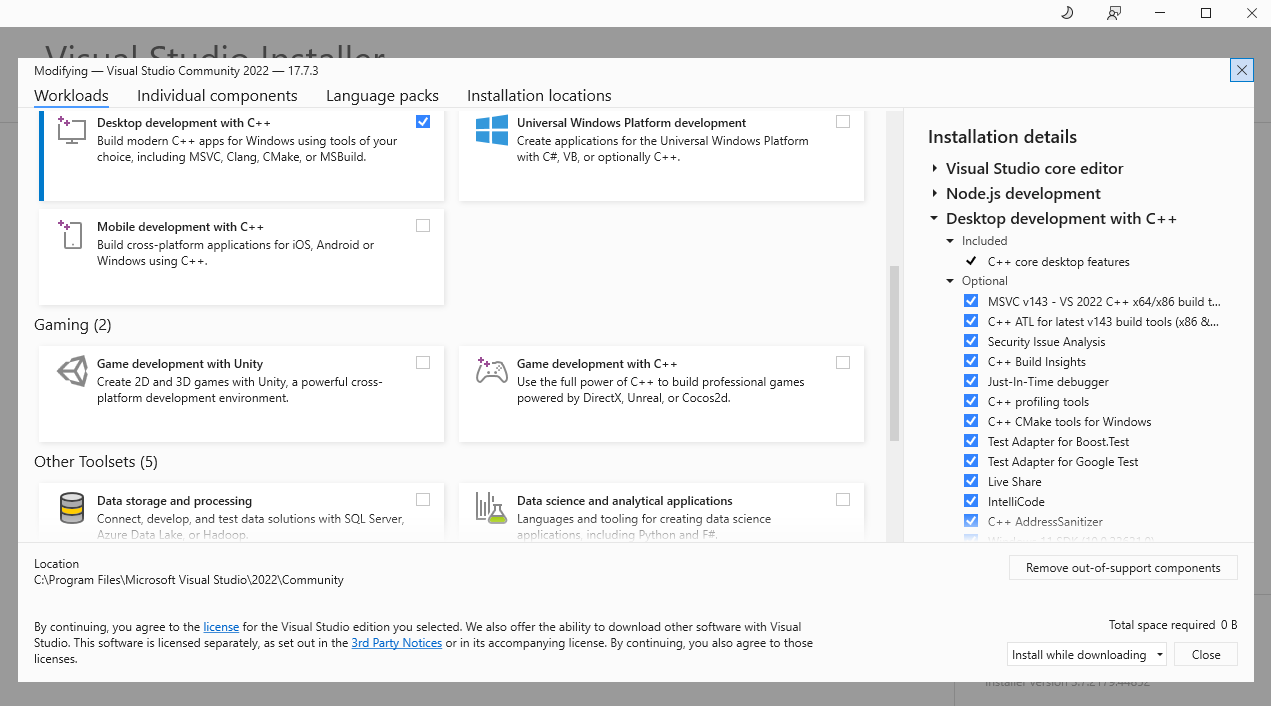 Visual Studio Installer
Modifying — Visual Studio Community 2022 — 17.7.3
Workloads
Individual components
Language packs
Installation locations
Desktop development with C++
Build modern C++ apps for Windows using tools of your
choice, including MSVC, Clang, CMake, or MSBuild.
Universal Windows Platform development
Create applications for the Universal Windows Platform
with C#, VB, or optionally C++.
Mobile development with C++
Build cross-platform applications for iOS, Android or
Windows using C++.
Gaming (2)
Game development with Unity
Create 2D and 3D games with Unity, a powerful cross-
platform development environment.
Game development with C++
Use the full power of C++ to build professional games
powered by DirectX, Unreal, or Cocos2d.
Other Toolsets (5)
Data storage and processing
Connect, develop, and test data solutions with SQL Server,
Azure Data Lake, or Hadoop.
Data science and analytical applications
Languages and tooling for creating data science
applications, including Python and F#.
Installation details
Visual Studio core editor
Node.js development
Desktop development with C++
Included
C++ core desktop features
Optional
MSVC v143 - VS 2022 C++ x64/x86 build t...
C++ ATL for latest v143 build tools (x86 &...
Security Issue Analysis
C++ Build Insights
Just-In-Time debugger
C++ profiling tools
C++ CMake tools for Windows
Test Adapter for Boost.Test
Test Adapter for Google Test
Live Share
IntelliCode
C++ AddressSanitizer
Location
C:\Program Files\Microsoft Visual Studio\2022\Community
Remove out-of-support components
By continuing, you agree to the license for the Visual Studio edition you selected. We also offer the ability to download other software with Visual
Studio. This software is licensed separately, as set out in the 3rd Party Notices or in its accompanying license. By continuing, you also agree to those
licenses.
Total space required 0 B
Install while downloading
Close